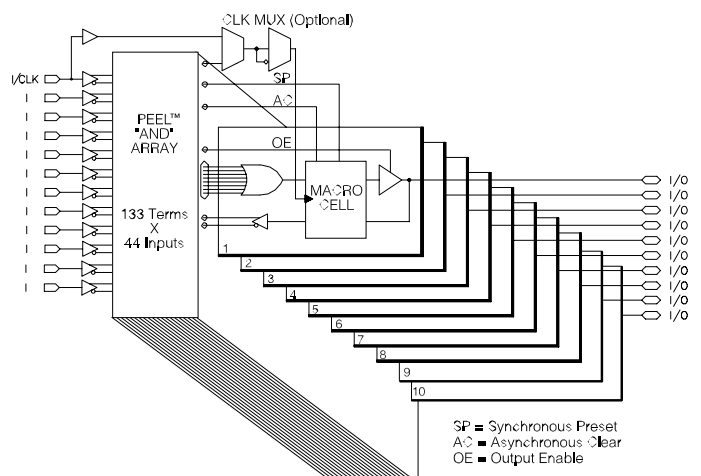 CLK MUX (Optional)
I/CLK
I
I
I
I
I
I
I
I
I
I
I
PEEL™
"AND"
ARRAY
133 Terms
X
44 Inputs
SP
AC
OE
MACRO
CELL
1
2
3
4
5
6
7
8
9
10
I/O
I/O
I/O
I/O
I/O
I/O
I/O
I/O
I/O
I/O
SP = Synchronous Preset
AC = Asynchronous Clear
OE = Output Enable